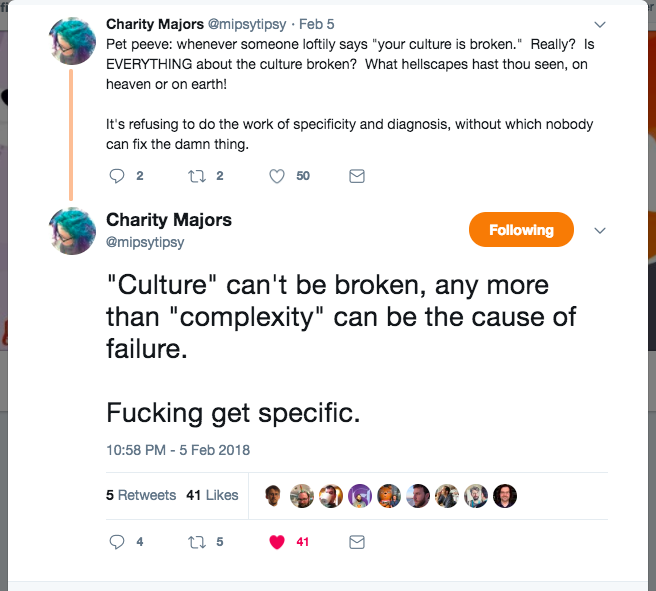 Charity Majors @mipsytipsy · Feb 5
Pet peeve: whenever someone loftily says "your culture is broken." Really? Is
EVERYTHING about the culture broken? What hellscapes hast thou seen, on
heaven or on earth!
It's refusing to do the work of specificity and diagnosis, without which nobody
can fix the damn thing.
2 2 50
Charity Majors
@mipsytipsy
Following
"Culture" can't be broken, any more
than "complexity" can be the cause of
failure.
Fucking get specific.
10:58 PM - 5 Feb 2018
5 Retweets 41 Likes
4 5 41